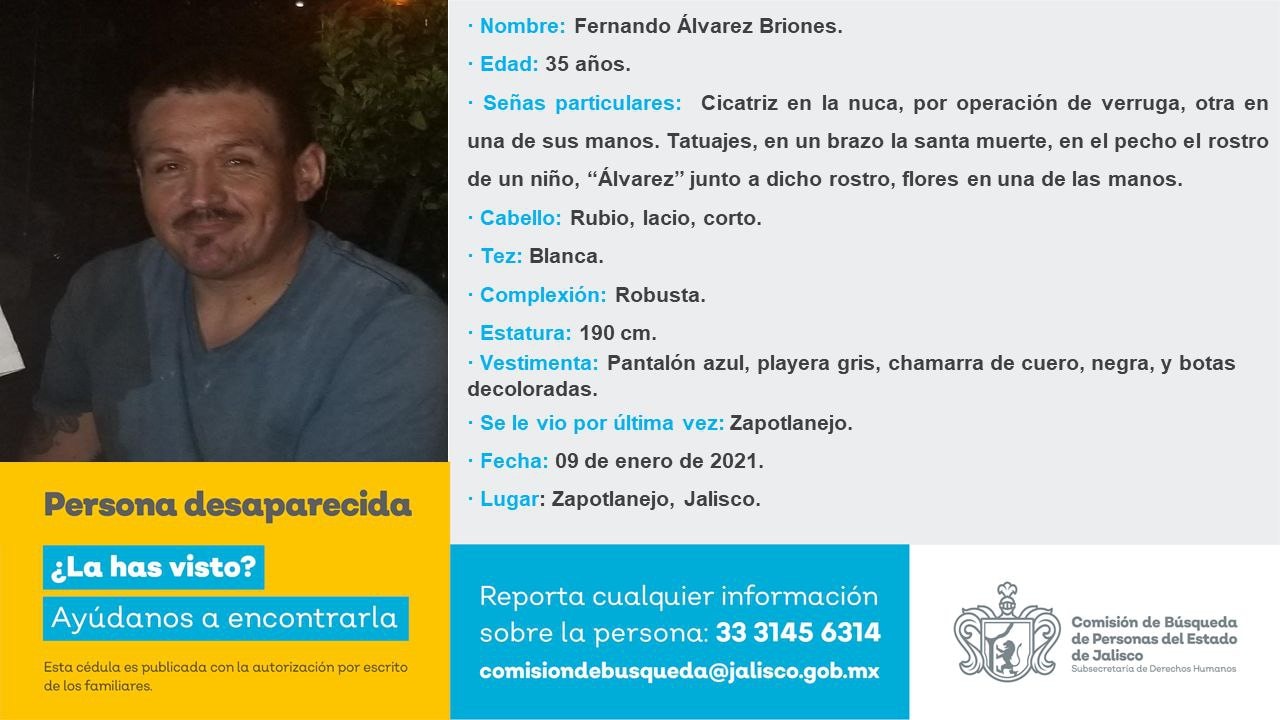 · Nombre: Fernando Álvarez Briones.
· Edad: 35 años.
· Señas particulares: Cicatriz en la nuca, por operación de verruga, otra en
una de sus manos. Tatuajes, en un brazo la santa muerte, en el pecho el rostro
de un niño, “Álvarez” junto a dicho rostro, flores en una de las manos.
· Cabello: Rubio, lacio, corto.
· Tez: Blanca.
· Complexión: Robusta.
· Estatura: 190 cm.
· Vestimenta: Pantalón azul, playera gris, chamarra de cuero, negra, y botas
decoloradas.
· Se le vio por última vez: Zapotlanejo.
· Fecha: 09 de enero de 2021.
· Lugar: Zapotlanejo, Jalisco.
Persona desaparecida
¿La has visto?
Ayúdanos a encontrarla
Esta cédula es publicada con la autorización por escrito
de los familiares.
Reporta cualquier información
sobre la persona: 33 3145 6314
comisiondebusqueda@jalisco.gob.mx
Comisión de Búsqueda
de Personas del Estado
de Jalisco
Subsecretaría de Derechos Humanos